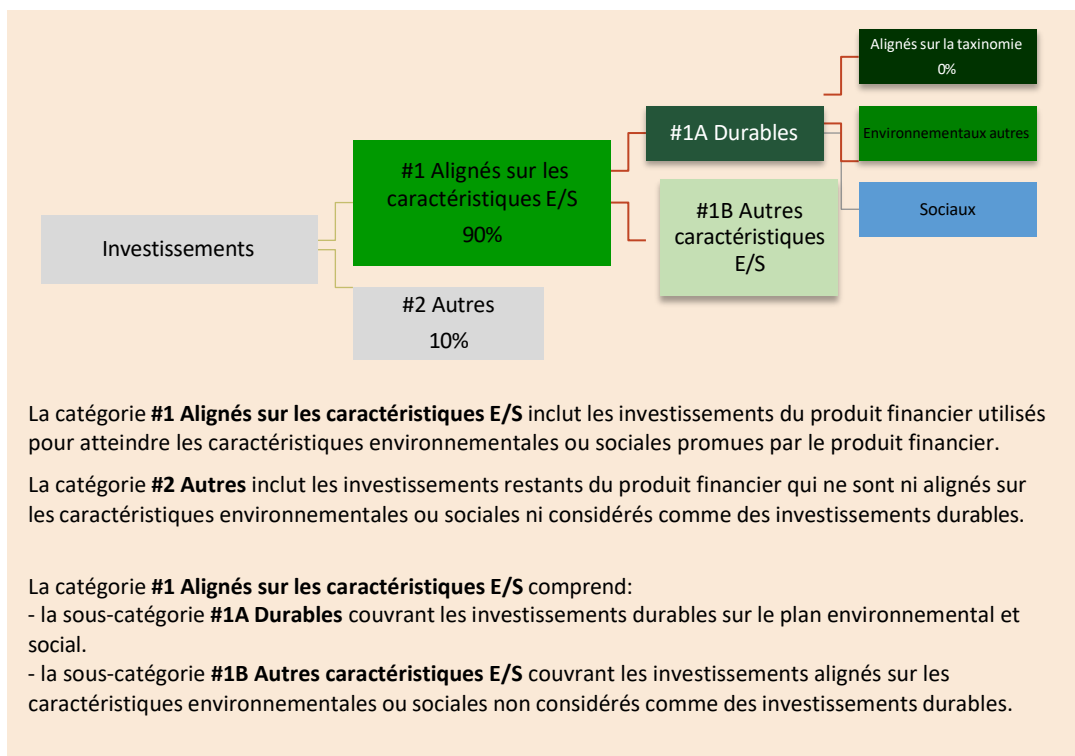 Alignés sur la taxinomie
0%
#1A Durables
Environnementaux autres
#1 Alignés sur les
caractéristiques E/S
90%
#1B Autres
caractéristiques
E/S
Sociaux
Investissements
#2 Autres
10%
La catégorie #1 Alignés sur les caractéristiques E/S inclut les investissements du produit financier utilisés
pour atteindre les caractéristiques environnementales ou sociales promues par le produit financier.
La catégorie #2 Autres inclut les investissements restants du produit financier qui ne sont ni alignés sur
les caractéristiques environnementales ou sociales ni considérés comme des investissements durables.
La catégorie #1 Alignés sur les caractéristiques E/S comprend:
- la sous-catégorie #1A Durables couvrant les investissements durables sur le plan environnemental et
social.
- la sous-catégorie #1B Autres caractéristiques E/S couvrant les investissements alignés sur les
caractéristiques environnementales ou sociales non considérés comme des investissements durables.